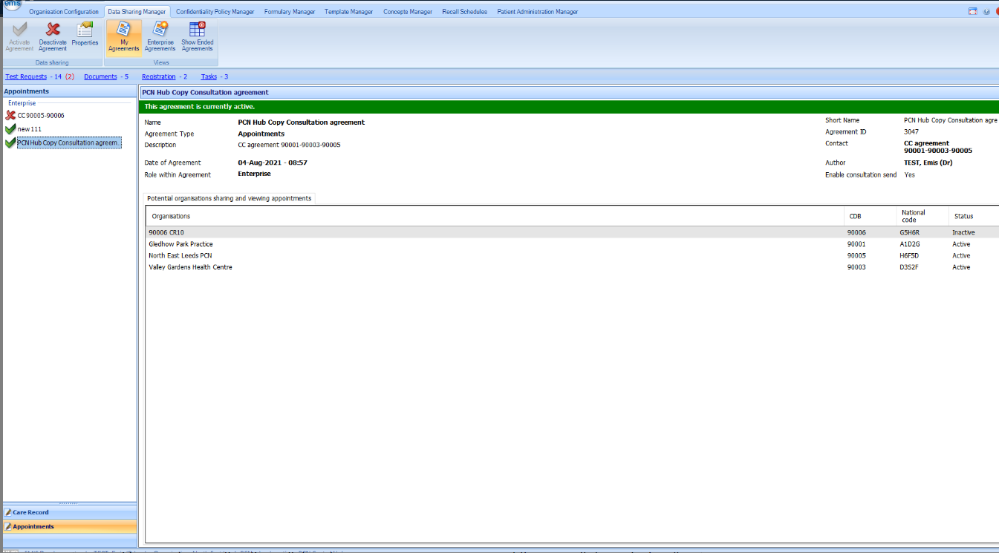 emis
Organisation Configuration Data Sharing Manager Confidentiality Policy Manager Formulary Manager Template Manager Concepts Manager Recall Schedules Patient Administration Manager
Activate Agreement Deactivate Agreement Properties My Agreements Enterprise Agreements Show Ended Agreements
Data sharing Views
Test Requests - 14 (2) Documents - 5 Registration - 2 Tasks - 3
Appointments
Enterprise
CC 90005-90006
new 111
PCN Hub Copy Consultation agreem...
Care Record
Appointments
PCN Hub Copy Consultation agreement
This agreement is currently active.
Name PCN Hub Copy Consultation agreement Short Name PCN Hub Copy Consultation agre
Agreement Type Appointments Agreement ID 3047
Description CC agreement 90001-90003-90005 Contact CC agreement
90001-90003-90005
Date of Agreement 04-Aug-2021 - 08:57 Author TEST, Emis (Dr)
Role within Agreement Enterprise Enable consultation send Yes
Potential organisations sharing and viewing appointments
Organisations CDB National code Status
90006 CR10 90006 G5H6R Inactive
Gledhow Park Practice 90001 A1D2G Active
North East Leeds PCN 90005 H6F5D Active
Valley Gardens Health Centre 90003 D3S2F Active